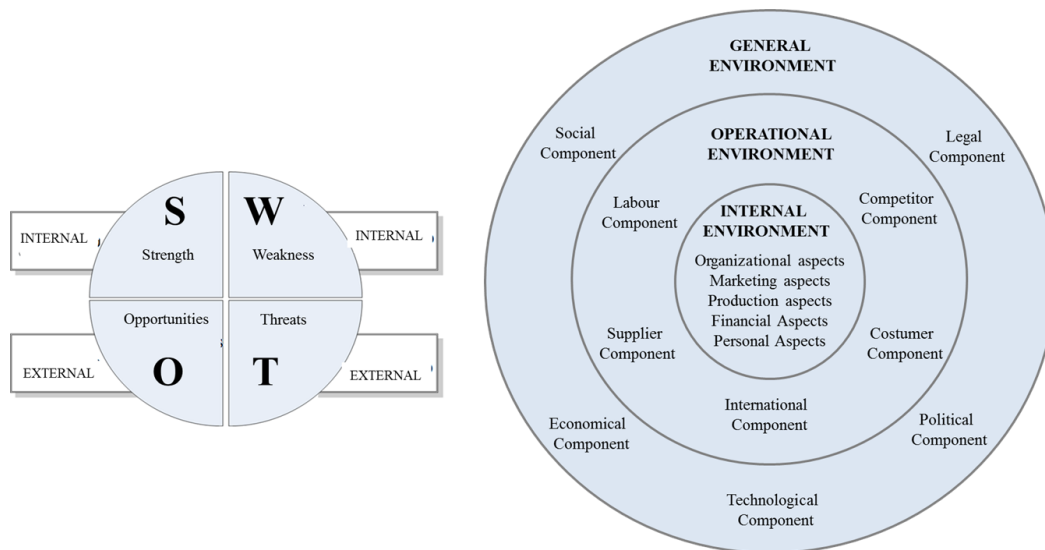 S
Strength
W
Weakness
INTERNAL
INTERNAL
Opportunities
O
Threats
T
EXTERNAL
EXTERNAL
GENERAL
ENVIRONMENT
Social
Component
Legal
Component
OPERATIONAL
ENVIRONMENT
Labour
Component
Competitor
Component
INTERNAL
ENVIRONMENT
Organizational aspects
Marketing aspects
Production aspects
Financial Aspects
Personal Aspects
Supplier
Component
Costumer
Component
International
Component
Economical
Component
Political
Component
Technological
Component